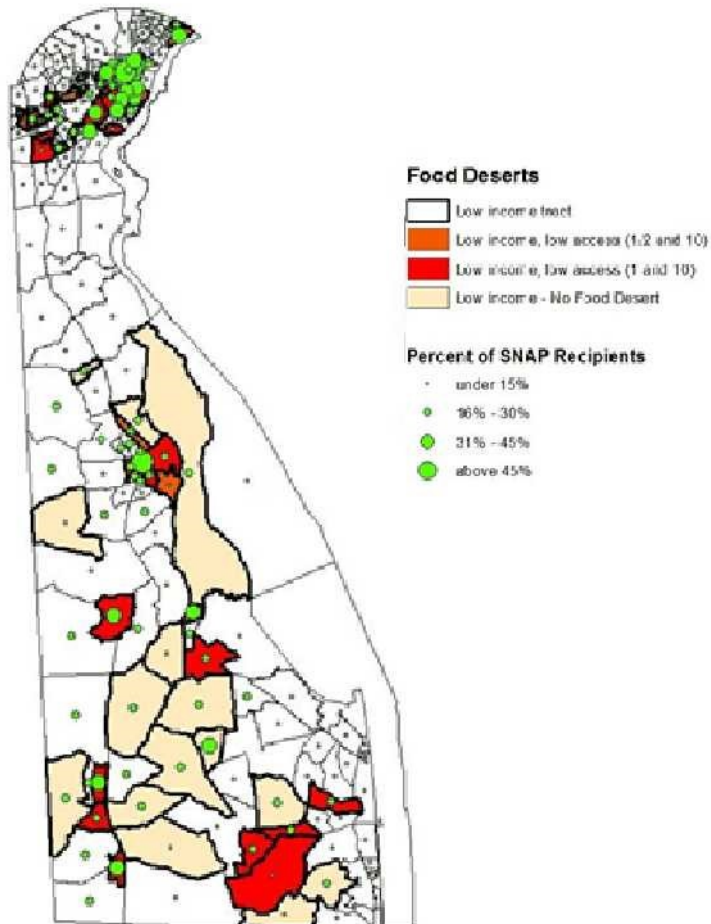 Food Deserts
Low income tract
Low income, low access (1/2 and 10)
Low income, low access (1 and 10)
Low income - No Food Desert
Percent of SNAP Recipients
under 15%
16% - 30%
31% - 45%
above 45%